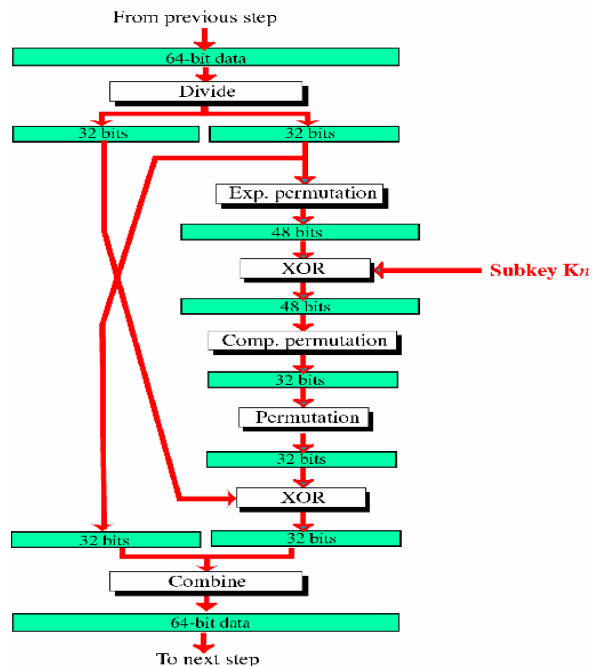 From previous step
64-bit data
Divide
32 bits 32 bits
Exp. permutation
48 bits
XOR
Subkey Kn
48 bits
Comp. permutation
32 bits
Permutation
32 bits
XOR
32 bits 32 bits
Combine
64-bit data
To next step